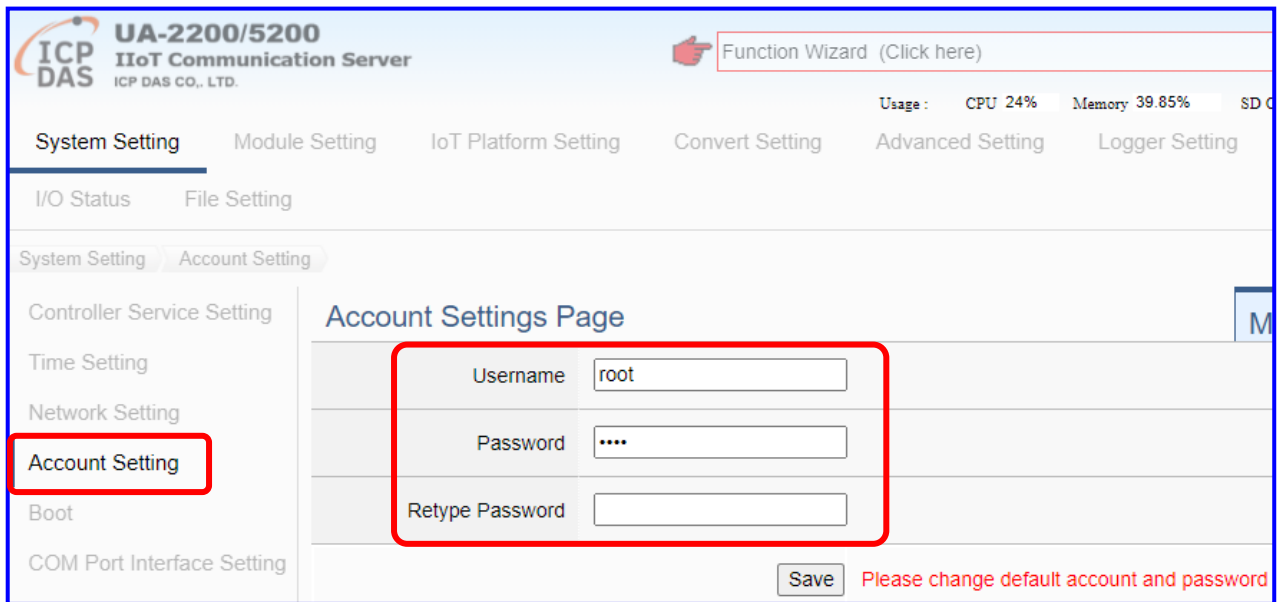 ICP DAS
UA-2200/5200
IIoT Communication Server
ICP DAS CO,. LTD.
Function Wizard (Click here)
Usage : CPU 24% Memory 39.85% SD
System Setting Module Setting IoT Platform Setting Convert Setting Advanced Setting Logger Setting
I/O Status File Setting
System Setting Account Setting
Controller Service Setting
Time Setting
Network Setting
Account Setting
Boot
COM Port Interface Setting
Account Settings Page
M
Username root
Password ••••
Retype Password
Save Please change default account and password